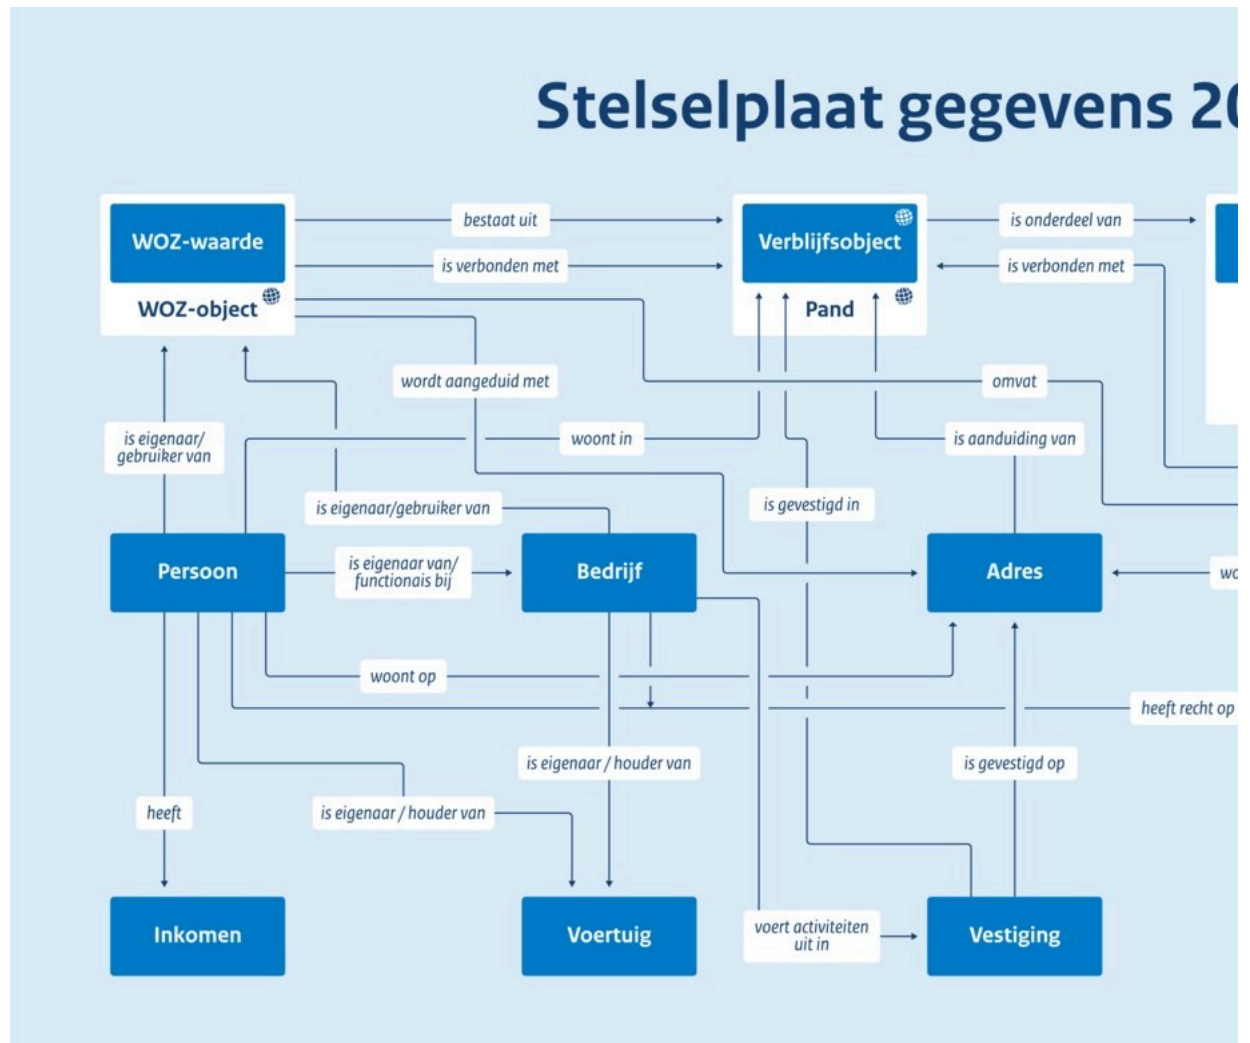 Stelselplaat gegevens 20
WOZ-waarde
bestaat uit
Verblijfsobject
is onderdeel van
is verbonden met
is verbonden met
WOZ-object
Pand
wordt aangeduid met
omvat
is eigenaar/
gebruiker van
woont in
is aanduiding van
is eigenaar/gebruiker van
is gevestigd in
Persoon
is eigenaar van/
functionais bij
Bedrijf
Adres
woont op
heeft recht op
is eigenaar / houder van
is gevestigd op
heeft
is eigenaar / houder van
Inkomen
Voertuig
voert activiteiten
uit in
Vestiging